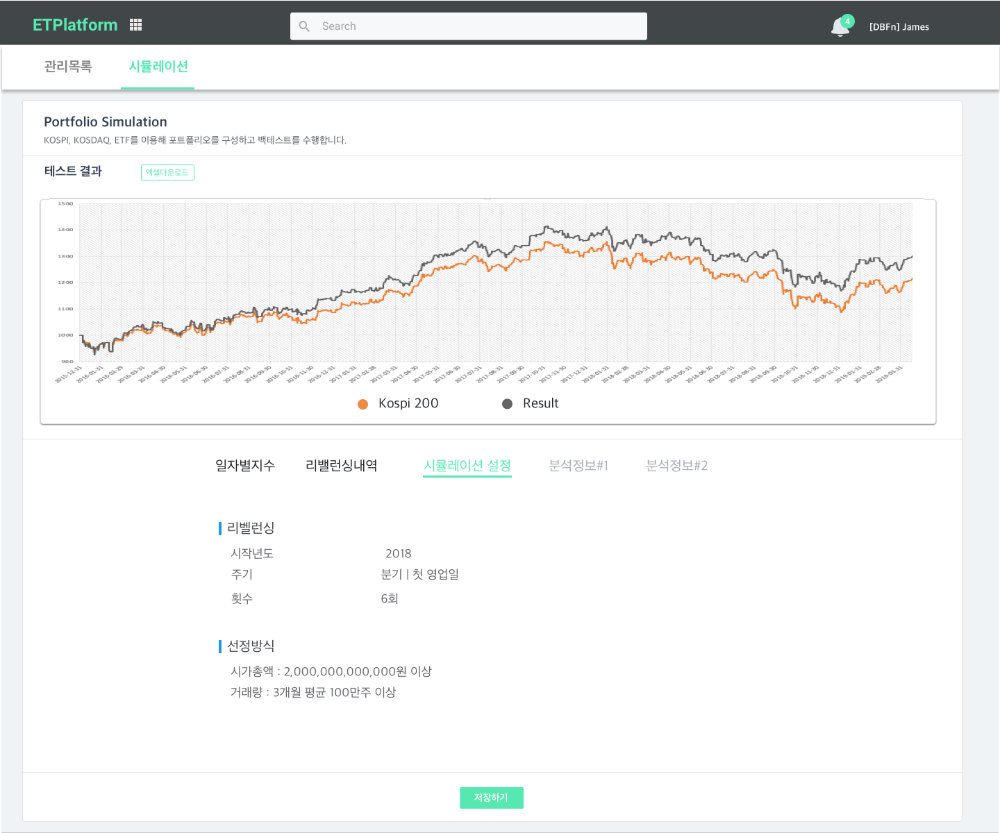 ETPlatform
Search
4
[DBFn] James
관리목록 시뮬레이션
Portfolio Simulation
KOSPI, KOSDAQ, ETF를 이용해 포트폴리오를 구성하고 백테스트를 수행합니다.
테스트 결과
엑셀다운로드
1500
1400
1300
1200
1100
1000
900
2015-12-31 2016-01-31 2016-02-29 2016-03-31 2016-04-30 2016-05-31 2016-06-30 2016-07-31 2016-08-31 2016-09-30 2016-10-31 2016-11-30 2016-12-31 2017-01-31 2017-02-28 2017-03-31 2017-04-30 2017-05-31 2017-06-30 2017-07-31 2017-08-31 2017-09-30 2017-10-31 2017-11-30 2017-12-31 2018-01-31 2018-02-28 2018-03-31 2018-04-30 2018-05-31 2018-06-30 2018-07-31 2018-08-31 2018-09-30 2018-10-31 2018-11-30 2018-12-31 2019-01-31 2019-02-28 2019-03-31
Kospi 200 Result
일자별지수 리밸런싱내역 시뮬레이션 설정 분석정보#1 분석정보#2
리벨런싱
시작년도 2018
주기 분기 | 첫 영업일
횟수 6회
선정방식
시가총액 : 2,000,000,000,000원 이상
거래량 : 3개월 평균 100만주 이상
저장하기